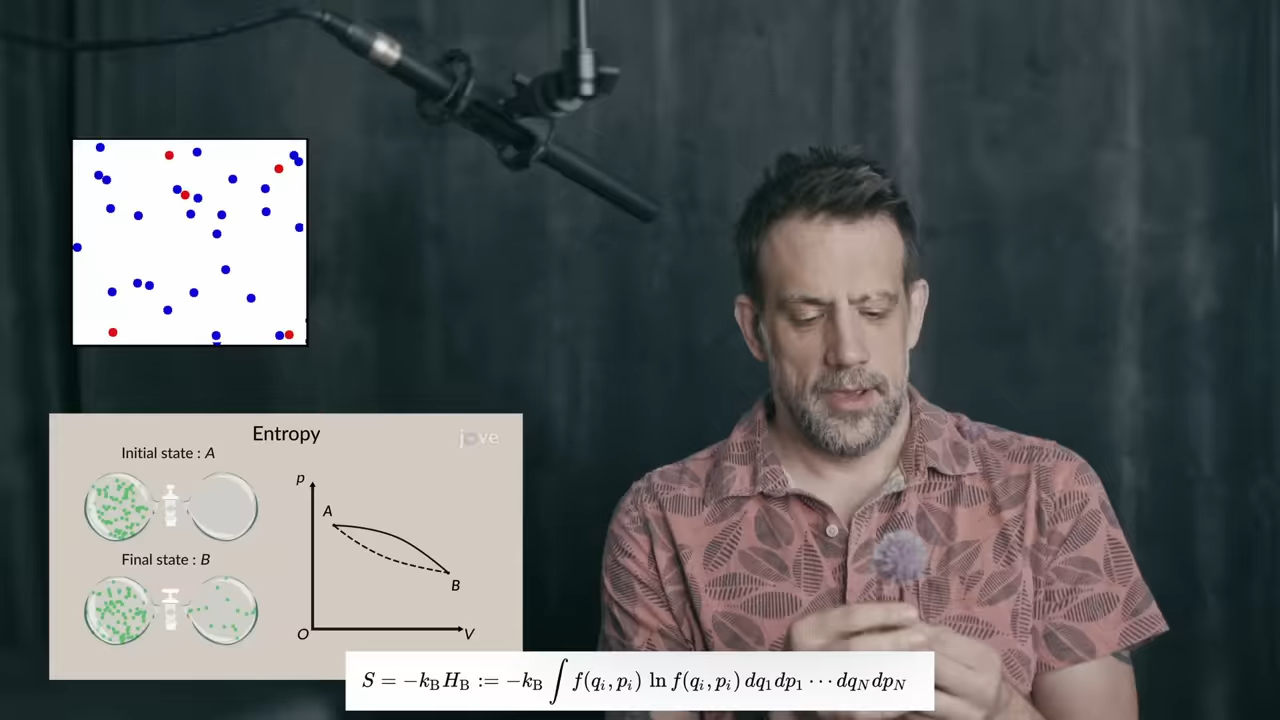 Entropy
jove
Initial state : A
Final state : B
p
A
B
O
V
S = −k_B H_B := −k_B ∫ f(q_i, p_i) ln f(q_i, p_i) dq_1 dp_1 ⋯ dq_N dp_N